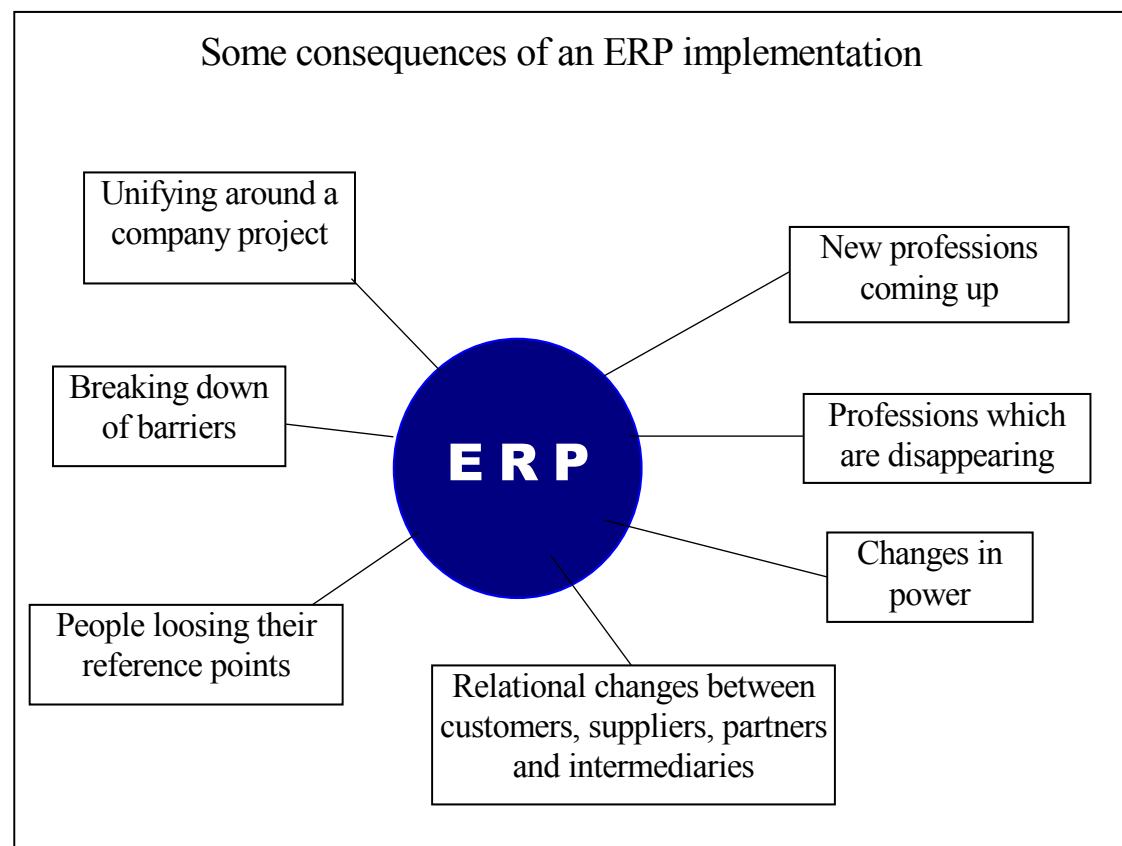 Some consequences of an ERP implementation
Unifying around a
company project
New professions
coming up
Breaking down
of barriers
Professions which
are disappearing
E R P
Changes in
power
People loosing their
reference points
Relational changes between
customers, suppliers, partners
and intermediaries